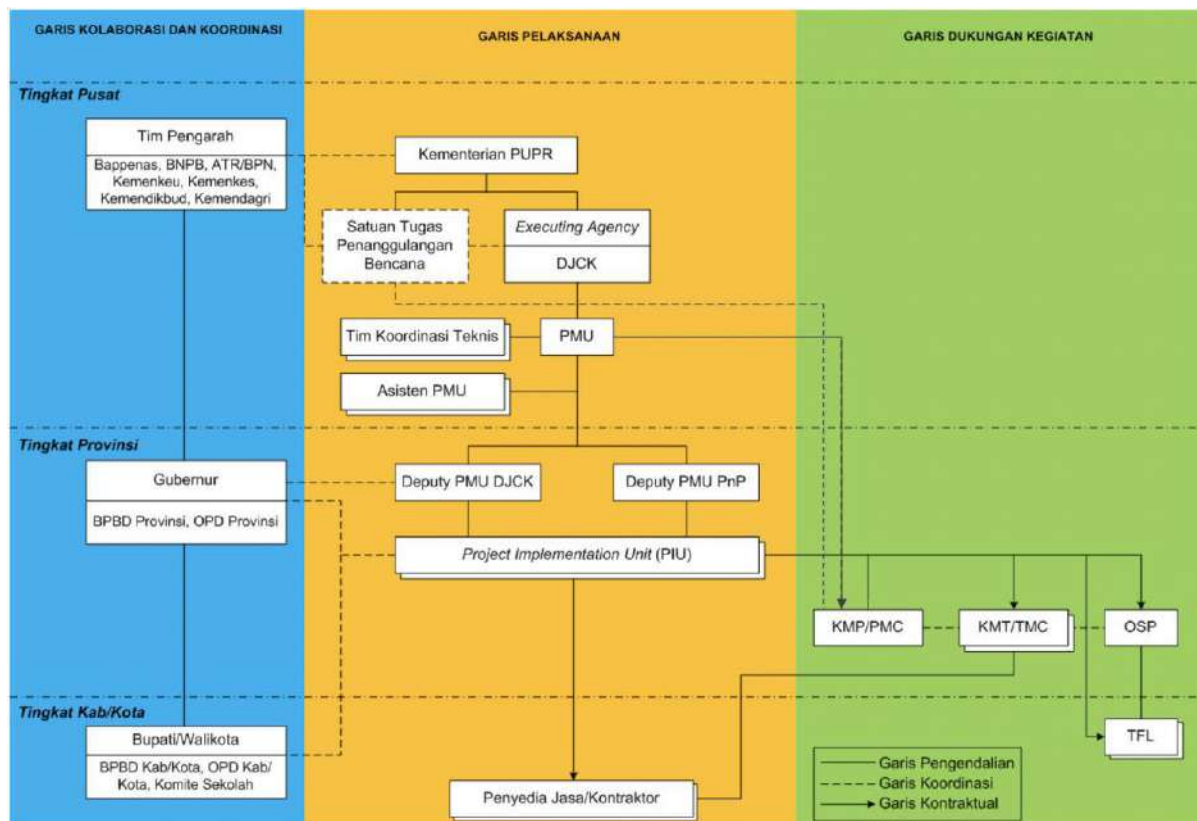 GARIS KOLABORASI DAN KOORDINASI
GARIS PELAKSANAAN
GARIS DUKUNGAN KEGIATAN
Tingkat Pusat
Tim Pengarah
Bappenas, BNPB, ATR/BPN,
Kemenkeu, Kemenkes,
Kemendikbud, Kemendagri
Kementerian PUPR
Satuan Tugas
Penanggulangan
Bencana
Executing Agency
DJCK
Tim Koordinasi Teknis
PMU
Asisten PMU
Tingkat Provinsi
Gubernur
BPBD Provinsi, OPD Provinsi
Deputy PMU DJCK
Deputy PMU PnP
Project Implementation Unit (PIU)
KMP/PMC
KMT/TMC
OSP
Tingkat Kab/Kota
Bupati/Walikota
BPBD Kab/Kota, OPD Kab/
Kota, Komite Sekolah
TFL
Penyedia Jasa/Kontraktor
Garis Pengendalian
Garis Koordinasi
Garis Kontraktual